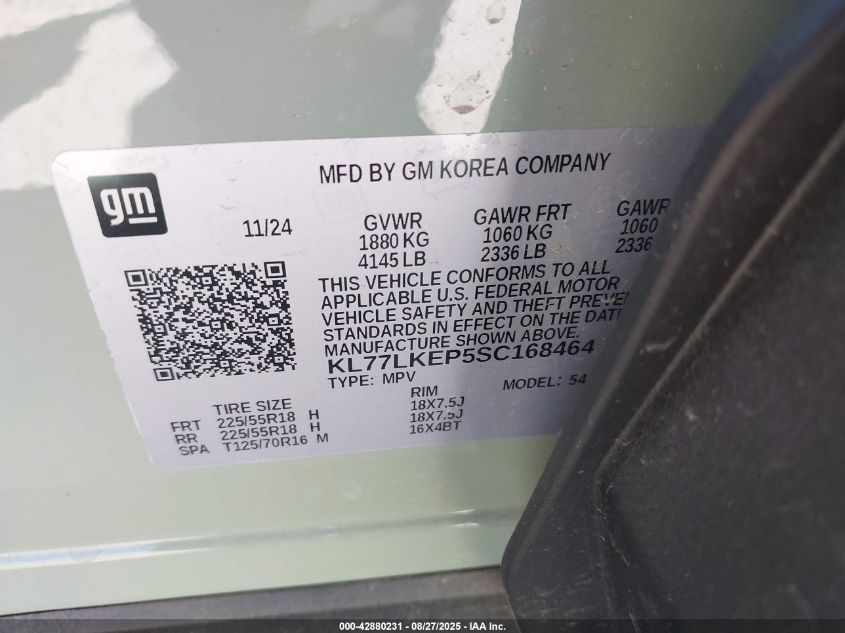 gm
MFD BY GM KOREA COMPANY
11/24
GVWR
1880 KG
4145 LB
GAWR FRT
1060 KG
2336 LB
GAWR
1060
2336
THIS VEHICLE CONFORMS TO ALL
APPLICABLE U.S. FEDERAL MOTOR
VEHICLE SAFETY AND THEFT
STANDARDS IN EFFECT ON THE
MANUFACTURE SHOWN ABOVE.
KL77LKEP5SC168464
TYPE: MPV
MODEL: 54
TIRE SIZE
RIM
FRT 225/55R18 H 18X7.5J
RR 225/55R18 H 18X7.5J
SPA T125/70R16 M 16X4BT
000-42880231 - 08/27/2025 - IAA Inc.